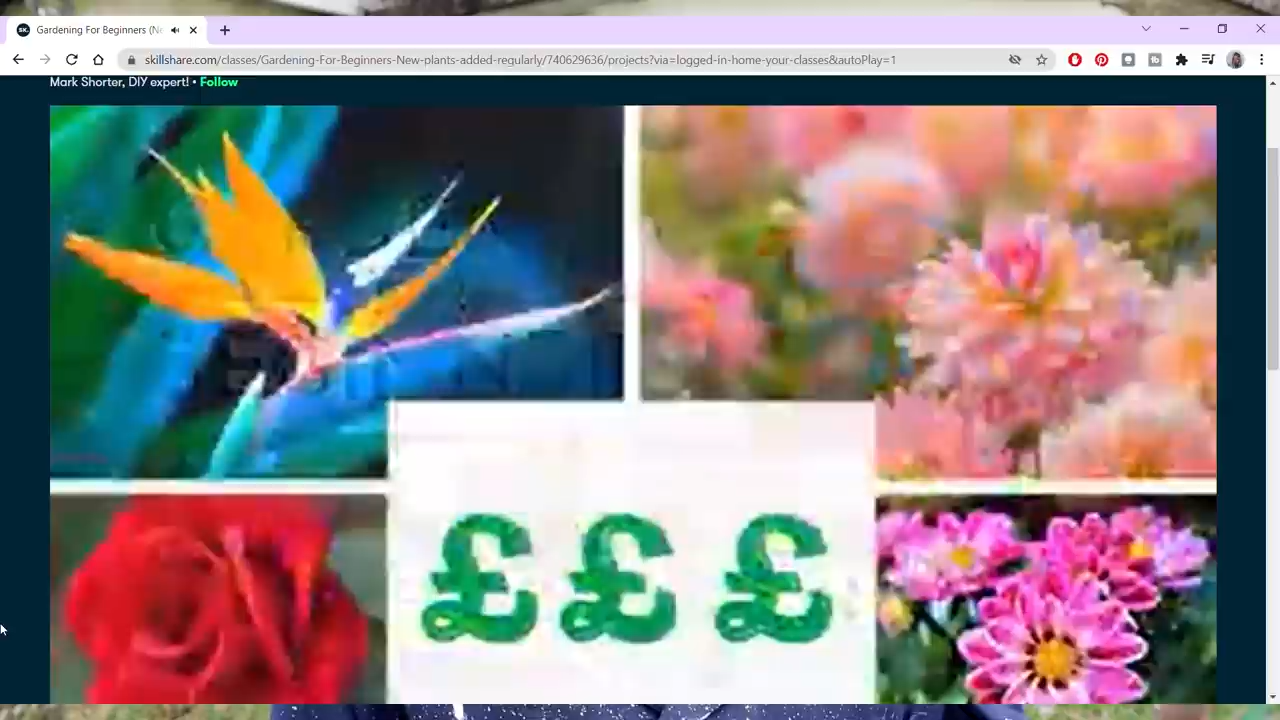 SK.
Gardening For Beginners (N
skillshare.com/classes/Gardening-For-Beginners-New-plants-added-regularly/740629636/projects?via=logged-in-home-your-classes&autoPlay=1
Mark Shorter, DIY expert! • Follow
£££